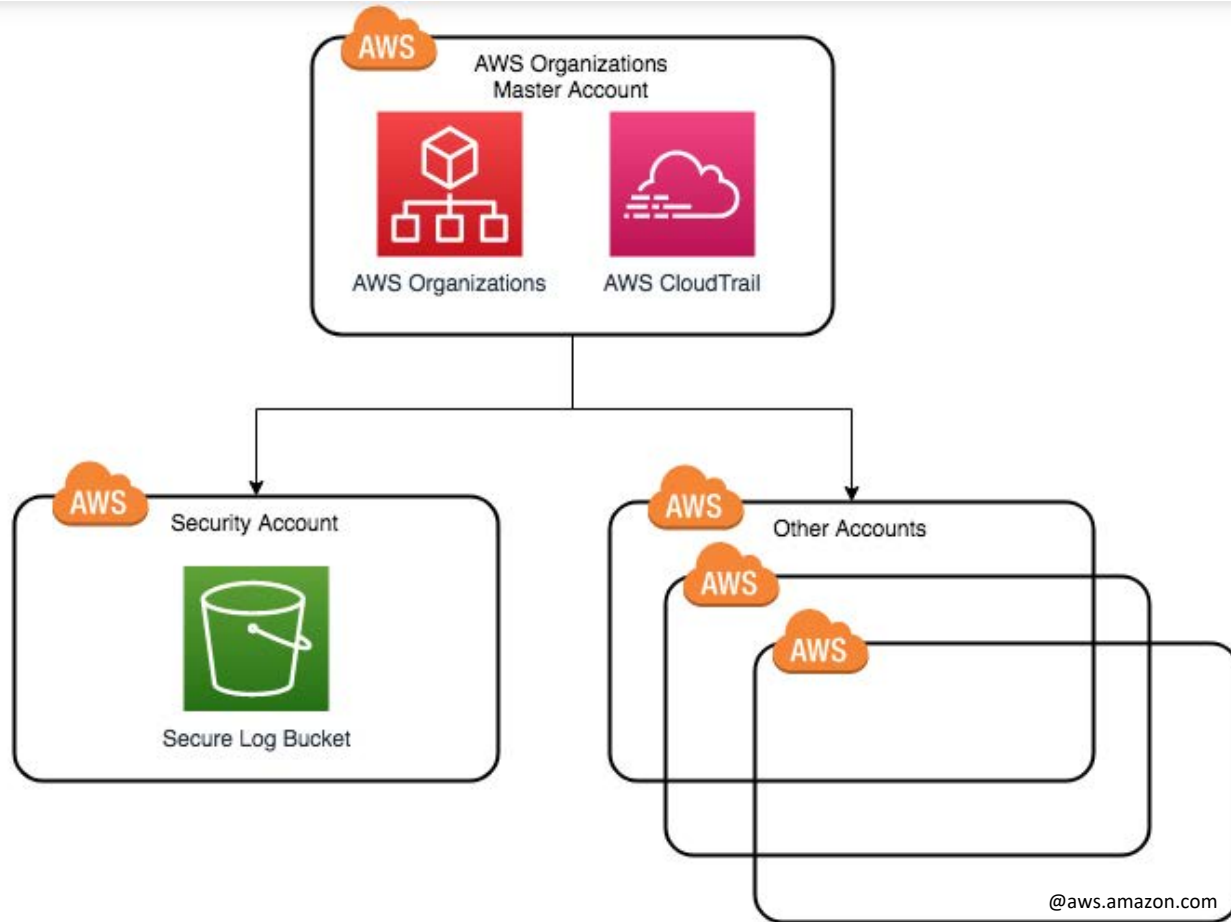 AWS
AWS Organizations
Master Account
AWS Organizations
AWS CloudTrail
AWS
Security Account
Secure Log Bucket
AWS
Other Accounts
AWS
AWS
@aws.amazon.com